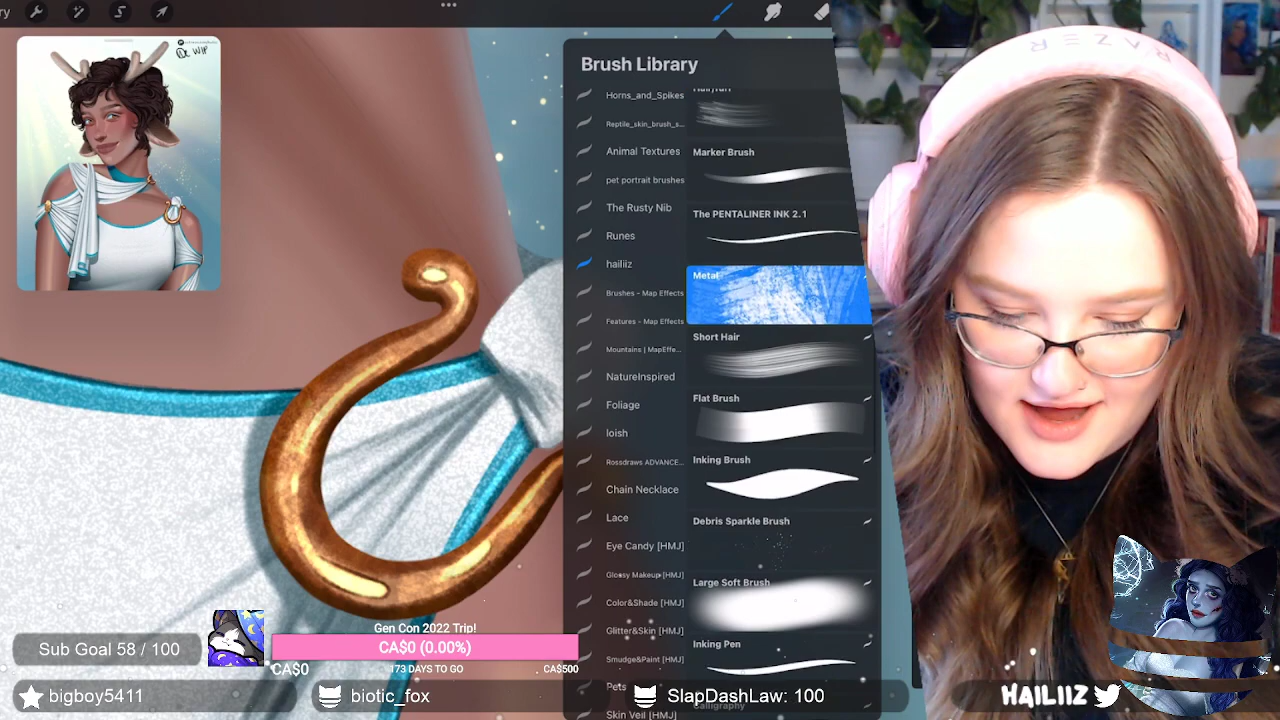 ry
Dr WIP
Brush Library
Horns_and_Spikes
Reptile_skin_brush_s...
Animal Textures
pet portrait brushes
The Rusty Nib
Runes
hailiiz
Brushes - Map Effects
Features - Map Effects
Mountains | MapEffe...
NatureInspired
Foliage
loish
Rossdraws ADVANCE...
Chain Necklace
Lace
Eye Candy [HMJ]
Glossy Makeup [HMJ]
Color&Shade [HMJ]
Glitter&Skin [HMJ]
Smudge&Paint [HMJ]
Pets
Skin Veil [HMJ]
Marker Brush
The PENTALINER INK 2.1
Metal
Short Hair
Flat Brush
Inking Brush
Debris Sparkle Brush
Large Soft Brush
Inking Pen
Calligraphy
RAZER
Sub Goal 58 / 100
Gen Con 2022 Trip!
CA$0 (0.00%)
CA$0
173 DAYS TO GO
CA$500
bigboy5411
biotic_fox
SlapDashLaw: 100
HAILIIZ